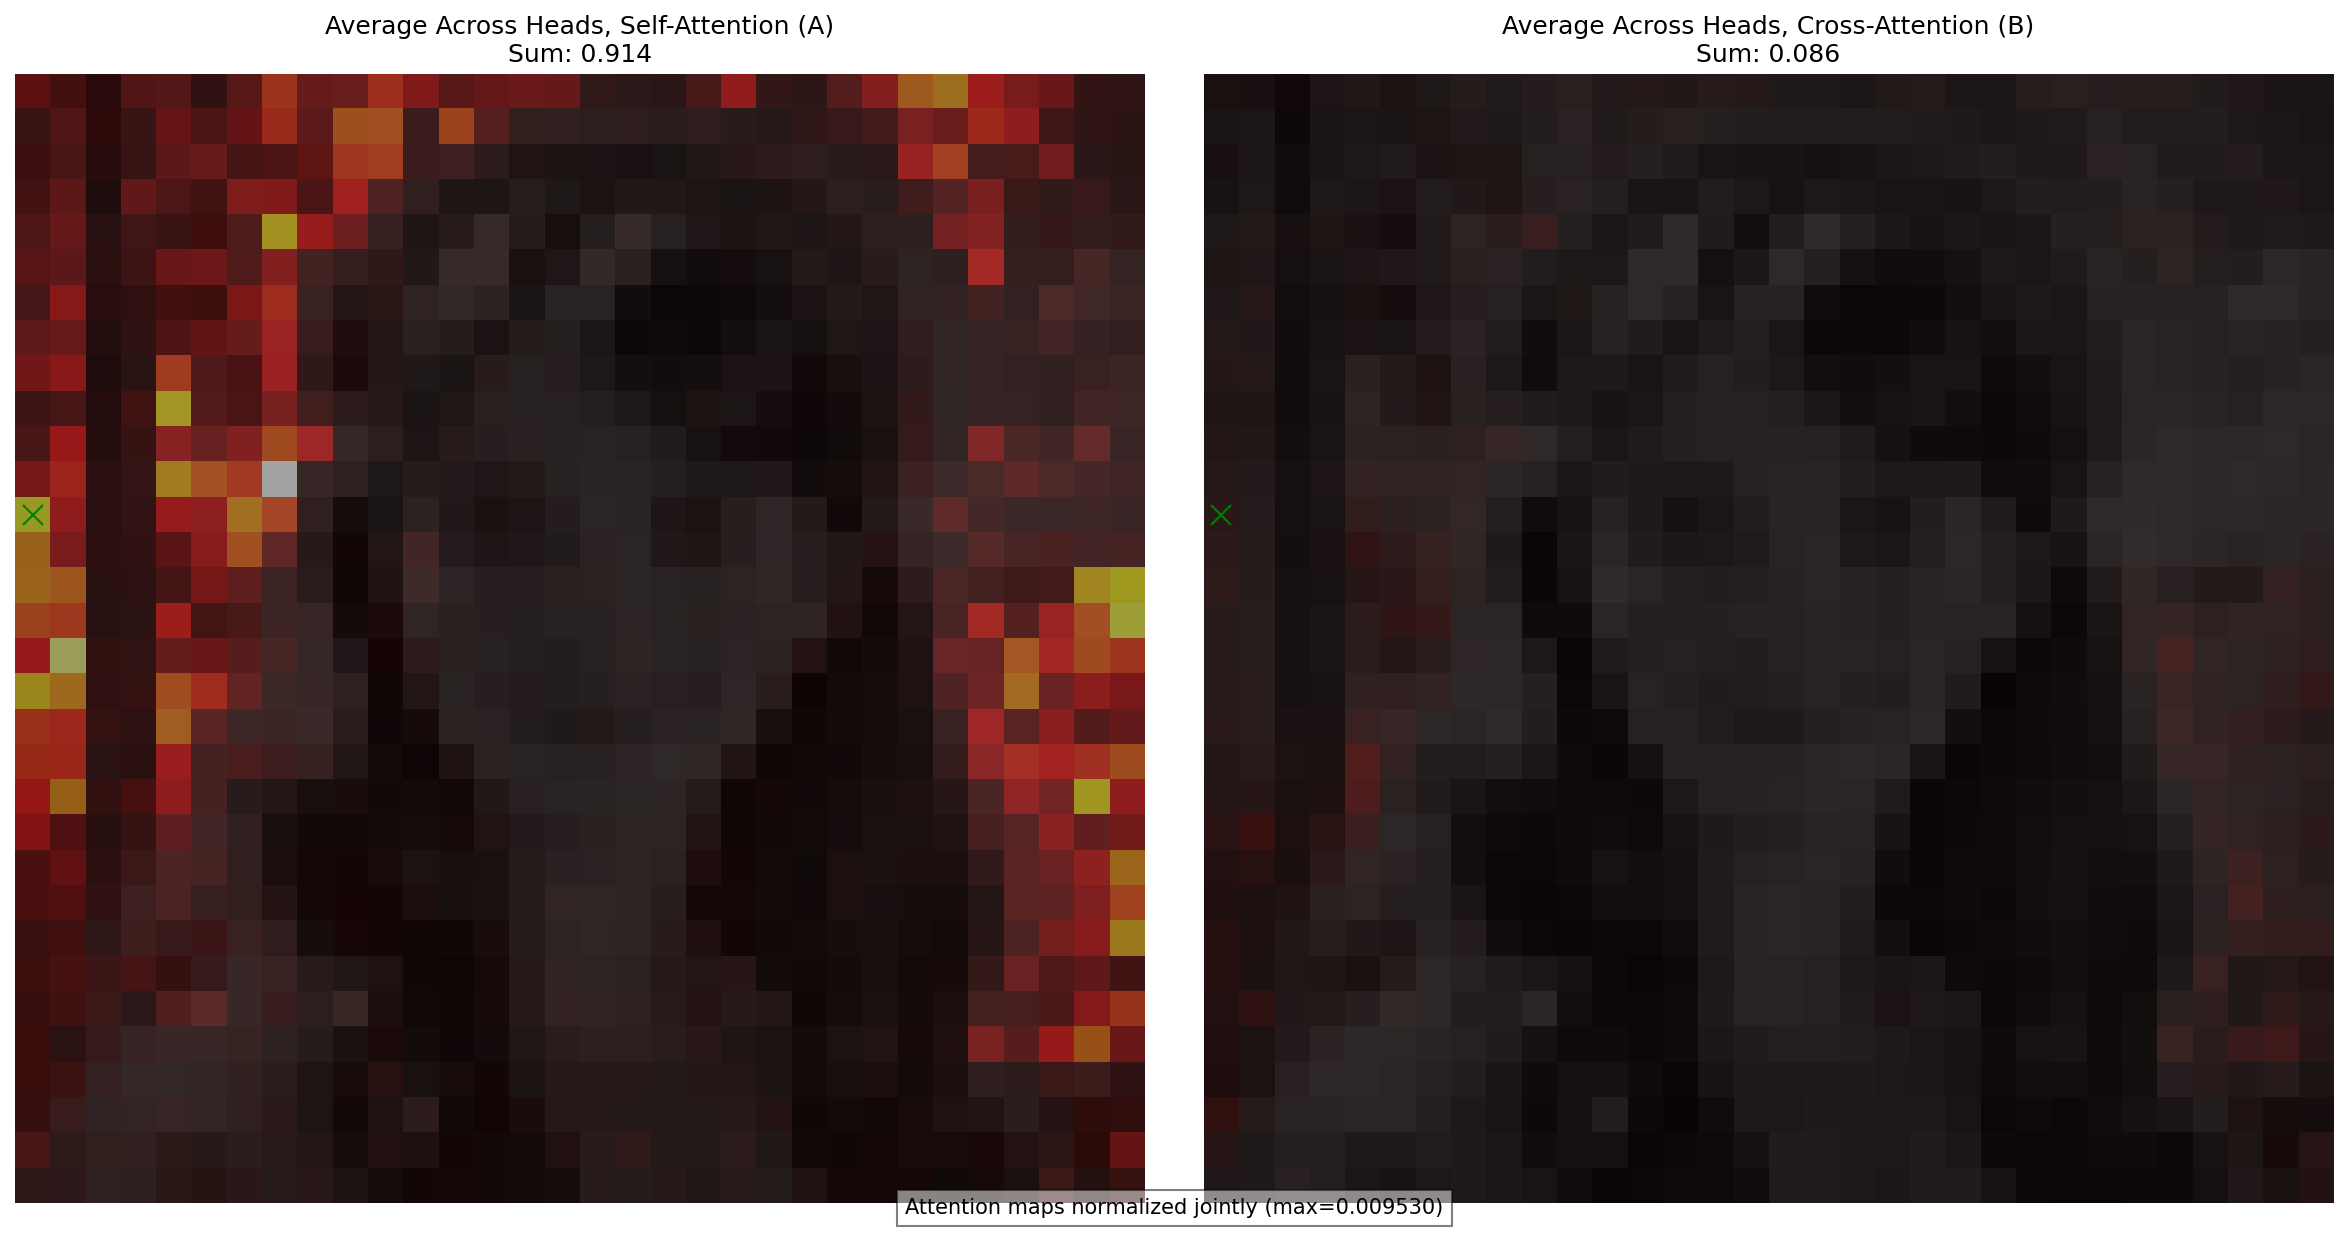 Average Across Heads, Self-Attention (A)
Sum: 0.914
Average Across Heads, Cross-Attention (B)
Sum: 0.086
Attention maps normalized jointly (max=0.009530)